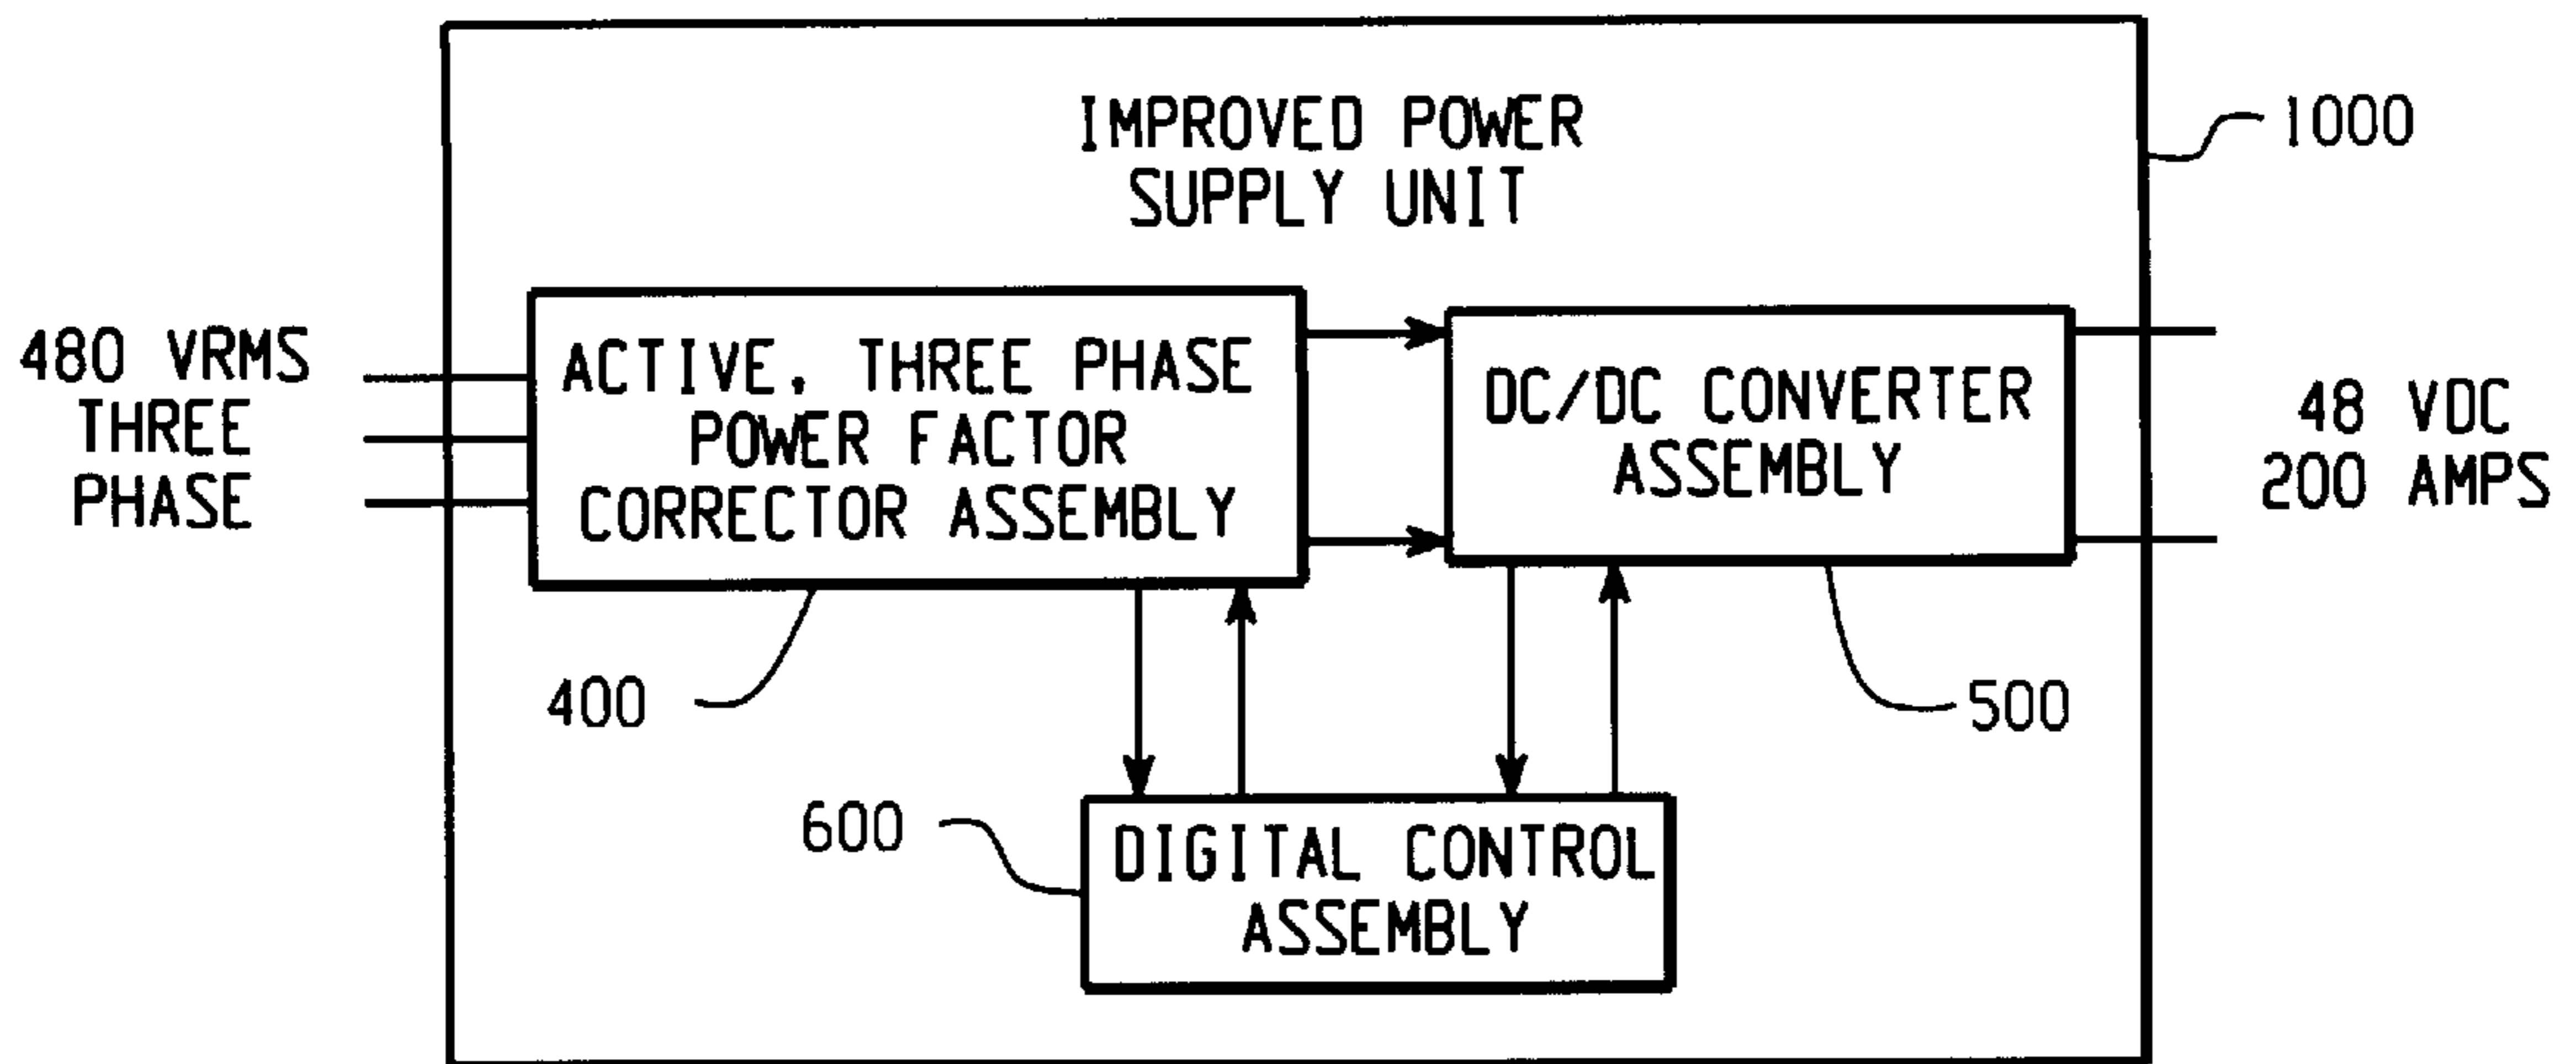 IMPROVED POWER
SUPPLY UNIT
1000
480 VRMS
THREE
PHASE
ACTIVE, THREE PHASE
POWER FACTOR
CORRECTOR ASSEMBLY
DC/DC CONVERTER
ASSEMBLY
48 VDC
200 AMPS
400
500
600
DIGITAL CONTROL
ASSEMBLY